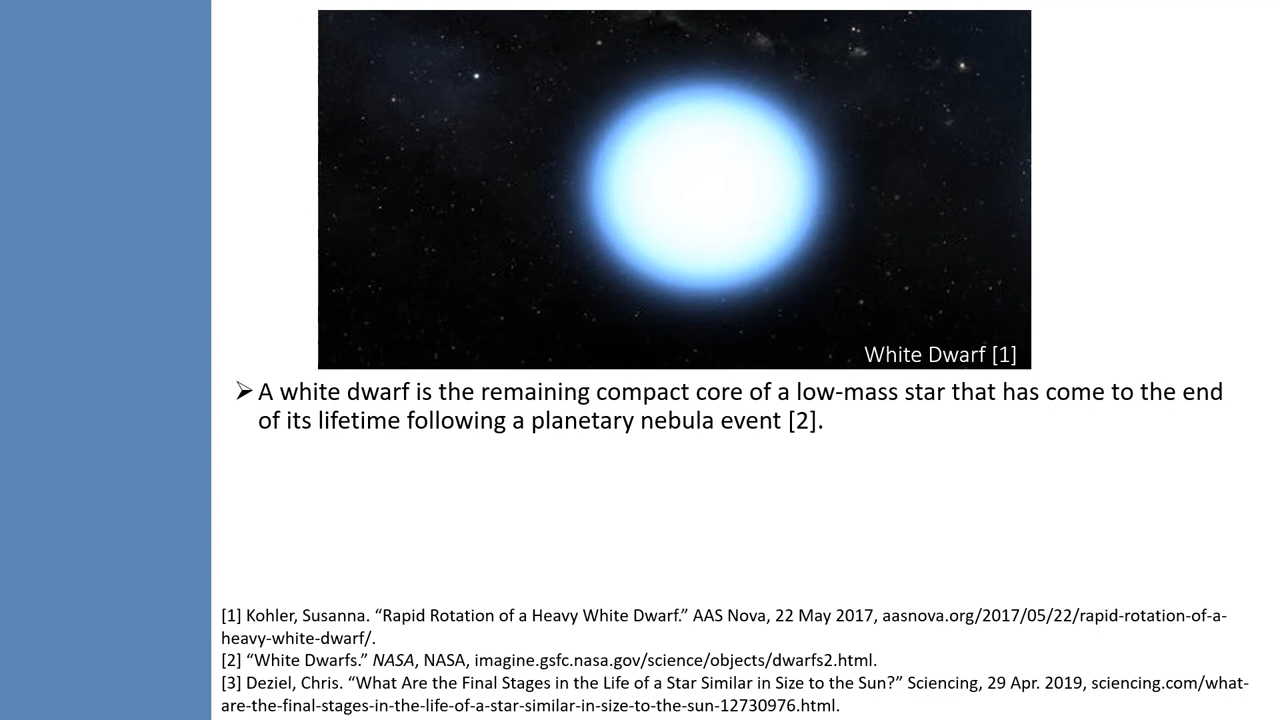 White Dwarf [1]
➢ A white dwarf is the remaining compact core of a low-mass star that has come to the end
of its lifetime following a planetary nebula event [2].
[1] Kohler, Susanna. “Rapid Rotation of a Heavy White Dwarf.” AAS Nova, 22 May 2017, aasnova.org/2017/05/22/rapid-rotation-of-a-
heavy-white-dwarf/.
[2] “White Dwarfs.” NASA, NASA, imagine.gsfc.nasa.gov/science/objects/dwarfs2.html.
[3] Deziel, Chris. “What Are the Final Stages in the Life of a Star Similar in Size to the Sun?” Sciencing, 29 Apr. 2019, sciencing.com/what-
are-the-final-stages-in-the-life-of-a-star-similar-in-size-to-the-sun-12730976.html.